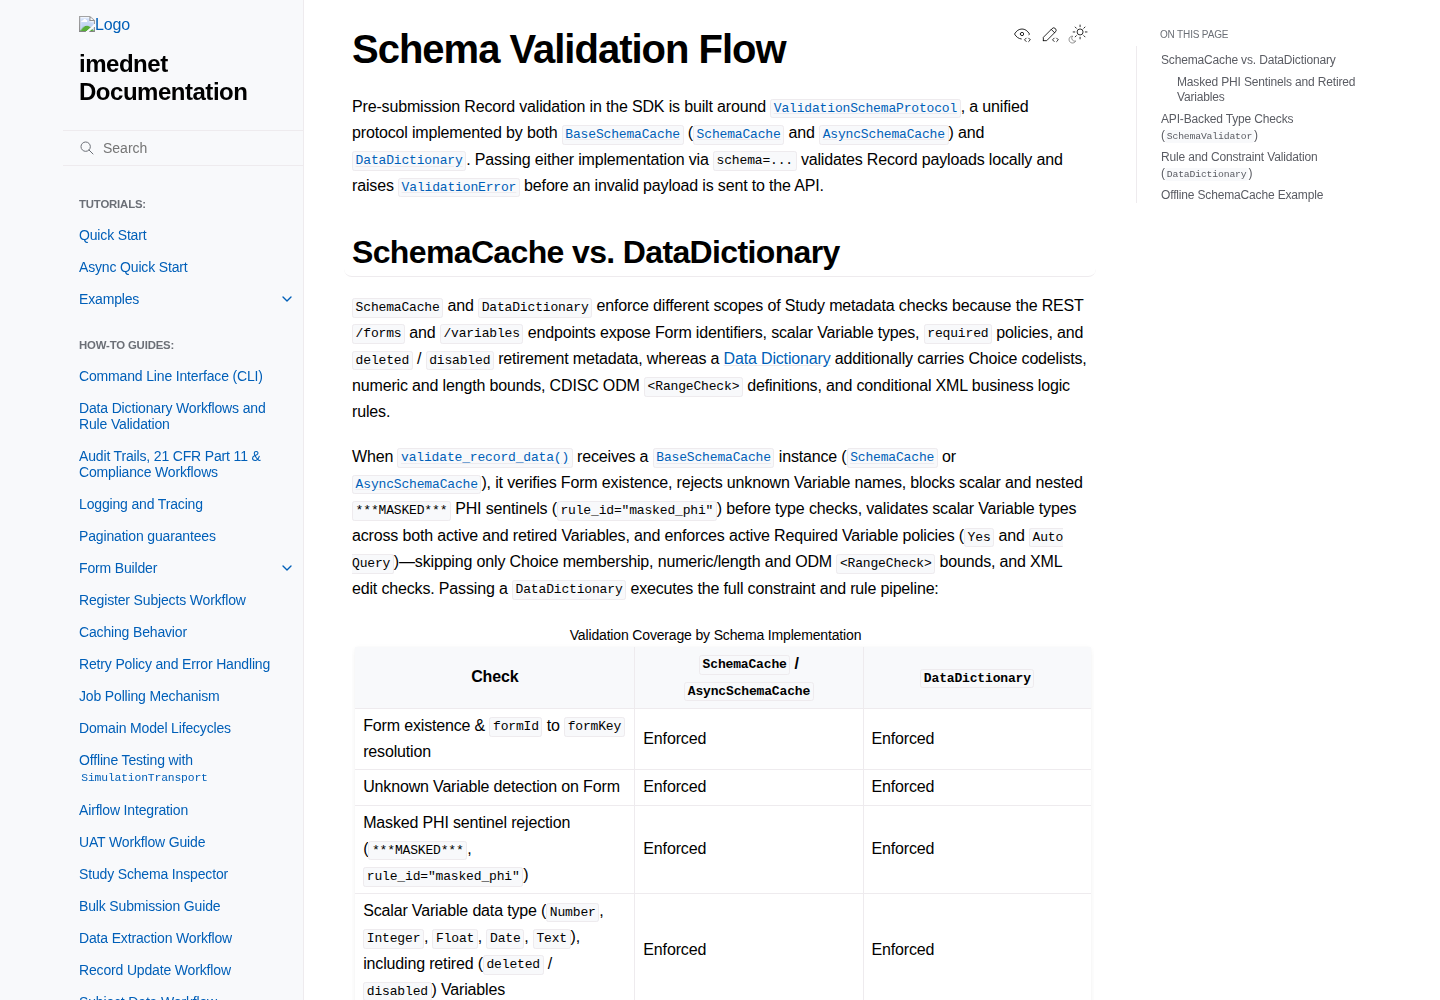 Logo
imednet
Documentation
Search
TUTORIALS:
Quick Start
Async Quick Start
Examples
HOW-TO GUIDES:
Command Line Interface (CLI)
Data Dictionary Workflows and
Rule Validation
Audit Trails, 21 CFR Part 11 &
Compliance Workflows
Logging and Tracing
Pagination guarantees
Form Builder
Register Subjects Workflow
Caching Behavior
Retry Policy and Error Handling
Job Polling Mechanism
Domain Model Lifecycles
Offline Testing with
SimulationTransport
Airflow Integration
UAT Workflow Guide
Study Schema Inspector
Bulk Submission Guide
Data Extraction Workflow
Record Update Workflow
Subject Data Workflow
Schema Validation Flow
Pre-submission Record validation in the SDK is built around ValidationSchemaProtocol, a unified
protocol implemented by both BaseSchemaCache (SchemaCache and AsyncSchemaCache) and
DataDictionary. Passing either implementation via schema=... validates Record payloads locally and
raises ValidationError before an invalid payload is sent to the API.
SchemaCache vs. DataDictionary
SchemaCache and DataDictionary enforce different scopes of Study metadata checks because the REST
/forms and /variables endpoints expose Form identifiers, scalar Variable types, required policies, and
deleted / disabled retirement metadata, whereas a Data Dictionary additionally carries Choice codelists,
numeric and length bounds, CDISC ODM <RangeCheck> definitions, and conditional XML business logic
rules.
When validate_record_data() receives a BaseSchemaCache instance (SchemaCache or
AsyncSchemaCache), it verifies Form existence, rejects unknown Variable names, blocks scalar and nested
***MASKED*** PHI sentinels (rule_id="masked_phi") before type checks, validates scalar Variable types
across both active and retired Variables, and enforces active Required Variable policies (Yes and Auto
Query)—skipping only Choice membership, numeric/length and ODM <RangeCheck> bounds, and XML
edit checks. Passing a DataDictionary executes the full constraint and rule pipeline:
Validation Coverage by Schema Implementation
Check
SchemaCache /
AsyncSchemaCache
DataDictionary
Form existence & formId to formKey
resolution
Enforced
Enforced
Unknown Variable detection on Form
Enforced
Enforced
Masked PHI sentinel rejection
(***MASKED***,
rule_id="masked_phi")
Enforced
Enforced
Scalar Variable data type (Number,
Integer, Float, Date, Text),
including retired (deleted /
disabled) Variables
Enforced
Enforced
ON THIS PAGE
SchemaCache vs. DataDictionary
Masked PHI Sentinels and Retired
Variables
API-Backed Type Checks
(SchemaValidator)
Rule and Constraint Validation
(DataDictionary)
Offline SchemaCache Example